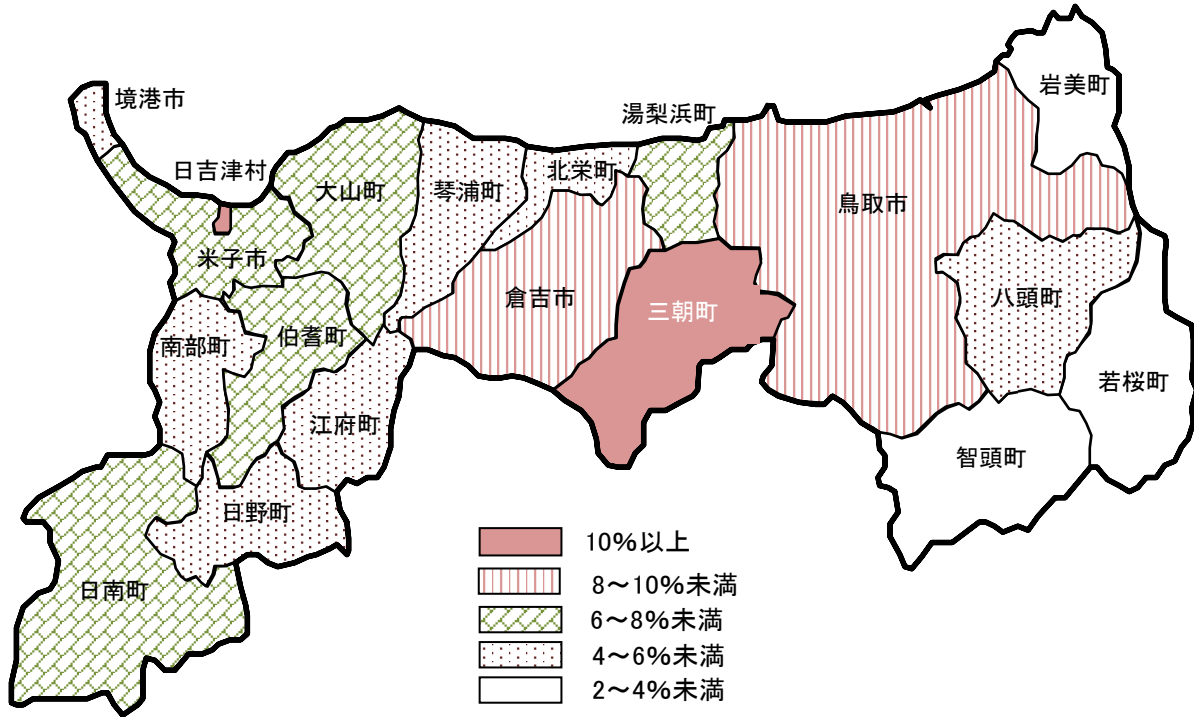 岩美町
境港市
湯梨浜町
日吉津村
北栄町
大山町
琴浦町
鳥取市
米子市
倉吉市
八頭町
三朝町
伯耆町
南部町
若桜町
江府町
智頭町
日野町
日南町
10%以上
8～10%未満
6～8%未満
4～6%未満
2～4%未満